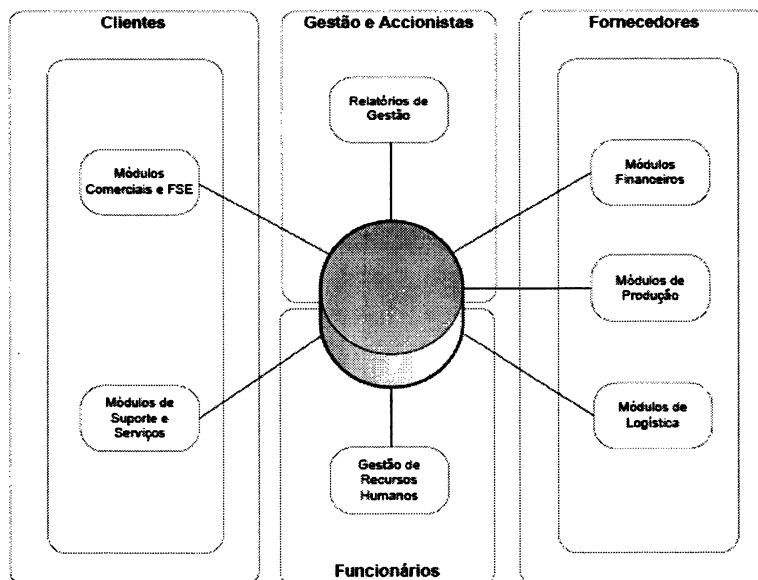 Clientes
Gestão e Accionistas
Fornecedores
Relatórios de
Gestão
Módulos
Comerciais e FSE
Módulos
Financeiros
Módulos de
Produção
Módulos de
Suporte e
Serviços
Módulos de
Logística
Gestão de
Recursos
Humanos
Funcionários